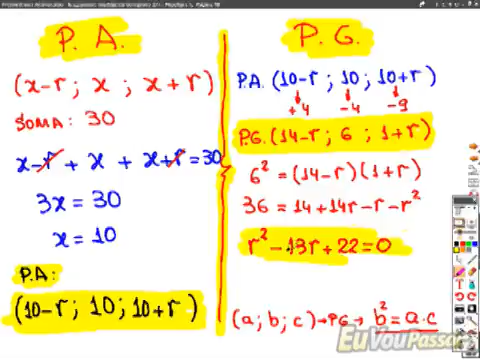 P. A.
(x-r; x ; x+r)
SOMA: 30
x-r + x + x+r = 30
3x = 30
x = 10
P.A:
(10-r; 10; 10+r)
P. G.
P.A. (10-r; 10; 10+r)
+4 -4 -9
P.G. (14-r; 6 ; 1+r)
6² = (14-r)(1+r)
36 = 14+14r-r-r²
r²-13r+22=0
(a; b; c)→PG→ b² = a.c
EuVouPassar